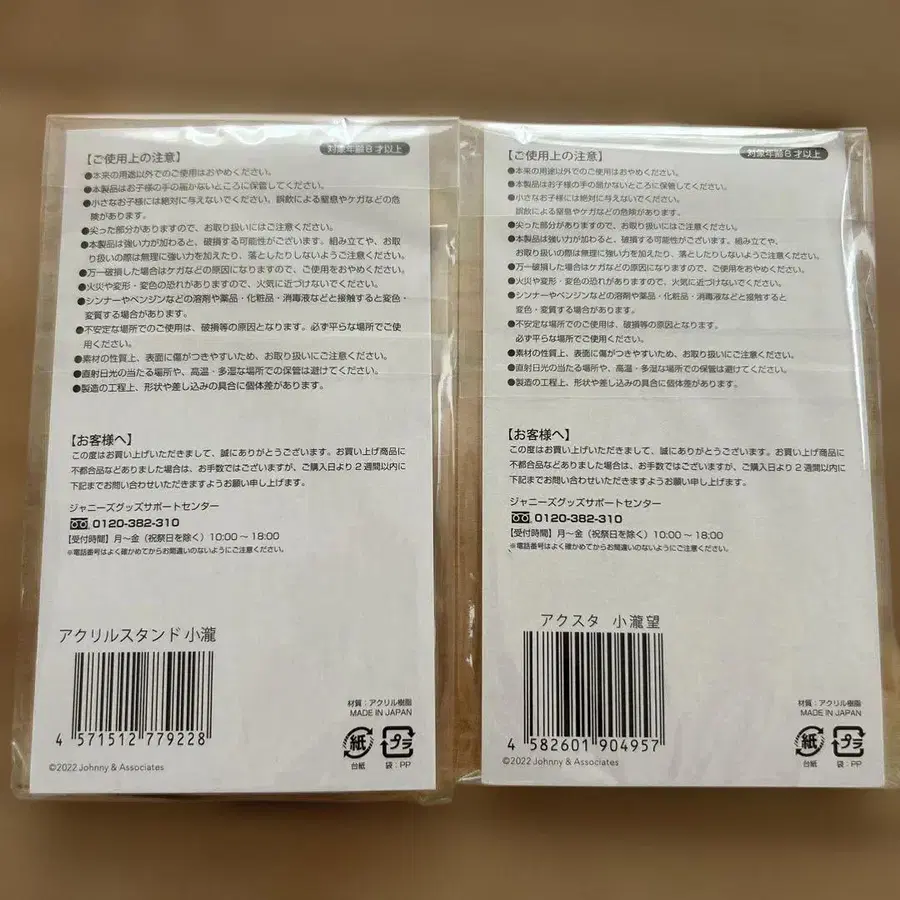 【ご使用上の注意】
対象年齢8才以上
●本来の用途以外でのご使用はおやめください。
●本製品はお子様の手の届かないところに保管してください。
●小さなお子様には絶対に与えないでください。誤飲による窒息やケガなどの危
険があります。
●尖った部分がありますので、お取り扱いにはご注意ください。
●本製品は強い力が加わると、破損する可能性がございます。組み立てや、お取
り扱いの際は無理に強い力を加えたり、落としたりしないようご注意ください。
●万一破損した場合はケガなどの原因になりますので、ご使用をおやめください。
●火災や変形・変色の恐れがありますので、火気に近づけないでください。
●シンナーやベンジンなどの溶剤や薬品・化粧品・消毒液などと接触すると変色・
変質する場合があります。
●不安定な場所でのご使用は、破損等の原因となります。必ず平らな場所でご使
用ください。
●素材の性質上、表面に傷がつきやすいため、お取り扱いにご注意ください。
●直射日光の当たる場所や、高温・多湿な場所での保管は避けてください。
●製造の工程上、形状や差し込みの具合に個体差があります。
【お客様へ】
この度はお買い上げいただきまして、誠にありがとうございます。お買い上げ商品に
不都合品などありました場合は、お手数ではございますが、ご購入日より2週間以内に
下記までお問い合わせいただきますようお願い申し上げます。
ジャニーズグッズサポートセンター
0120-382-310
【受付時間】月～金（祝祭日を除く）10:00～18:00
※電話番号はよく確かめてからお間違いのないようにご注意ください。
アクリルスタンド 小瀧
4 571512 779228
材質：アクリル樹脂
MADE IN JAPAN
紙 プラ
台紙 袋：PP
©2022 Johnny & Associates
【ご使用上の注意】
対象年齢8才以上
●本来の用途以外でのご使用はおやめください。
●本製品はお子様の手の届かないところに保管してください。
●小さなお子様には絶対に与えないでください。
誤飲による窒息やケガなどの危険があります。
●尖った部分がありますので、お取り扱いにはご注意ください。
●本製品は強い力が加わると、破損する可能性がございます。組み立てや、
お取り扱いの際は無理に強い力を加えたり、落としたりしないようご注意ください。
●万一破損した場合はケガなどの原因になりますので、ご使用をおやめください。
●火災や変形・変色の恐れがありますので、火気に近づけないでください。
●シンナーやベンジンなどの溶剤や薬品・化粧品・消毒液などと接触すると
変色・変質する場合があります。
●不安定な場所でのご使用は、破損等の原因となります。
必ず平らな場所でご使用ください。
●素材の性質上、表面に傷がつきやすいため、お取り扱いにご注意ください。
●直射日光の当たる場所や、高温・多湿な場所での保管は避けてください。
●製造の工程上、形状や差し込みの具合に個体差があります。
【お客様へ】
この度はお買い上げいただきまして、誠にありがとうございます。お買い上げ商品に
不都合品などありました場合は、お手数ではございますが、ご購入日より2週間以内に
下記までお問い合わせいただきますようお願い申し上げます。
ジャニーズグッズサポートセンター
0120-382-310
【受付時間】月～金（祝祭日を除く）10:00～18:00
※電話番号はよく確かめてからお間違いのないようにご注意ください。
アクスタ 小瀧望
4 582601 904957
材質：アクリル樹脂
MADE IN JAPAN
紙 プラ
台紙 袋：PP
©2022 Johnny & Associates